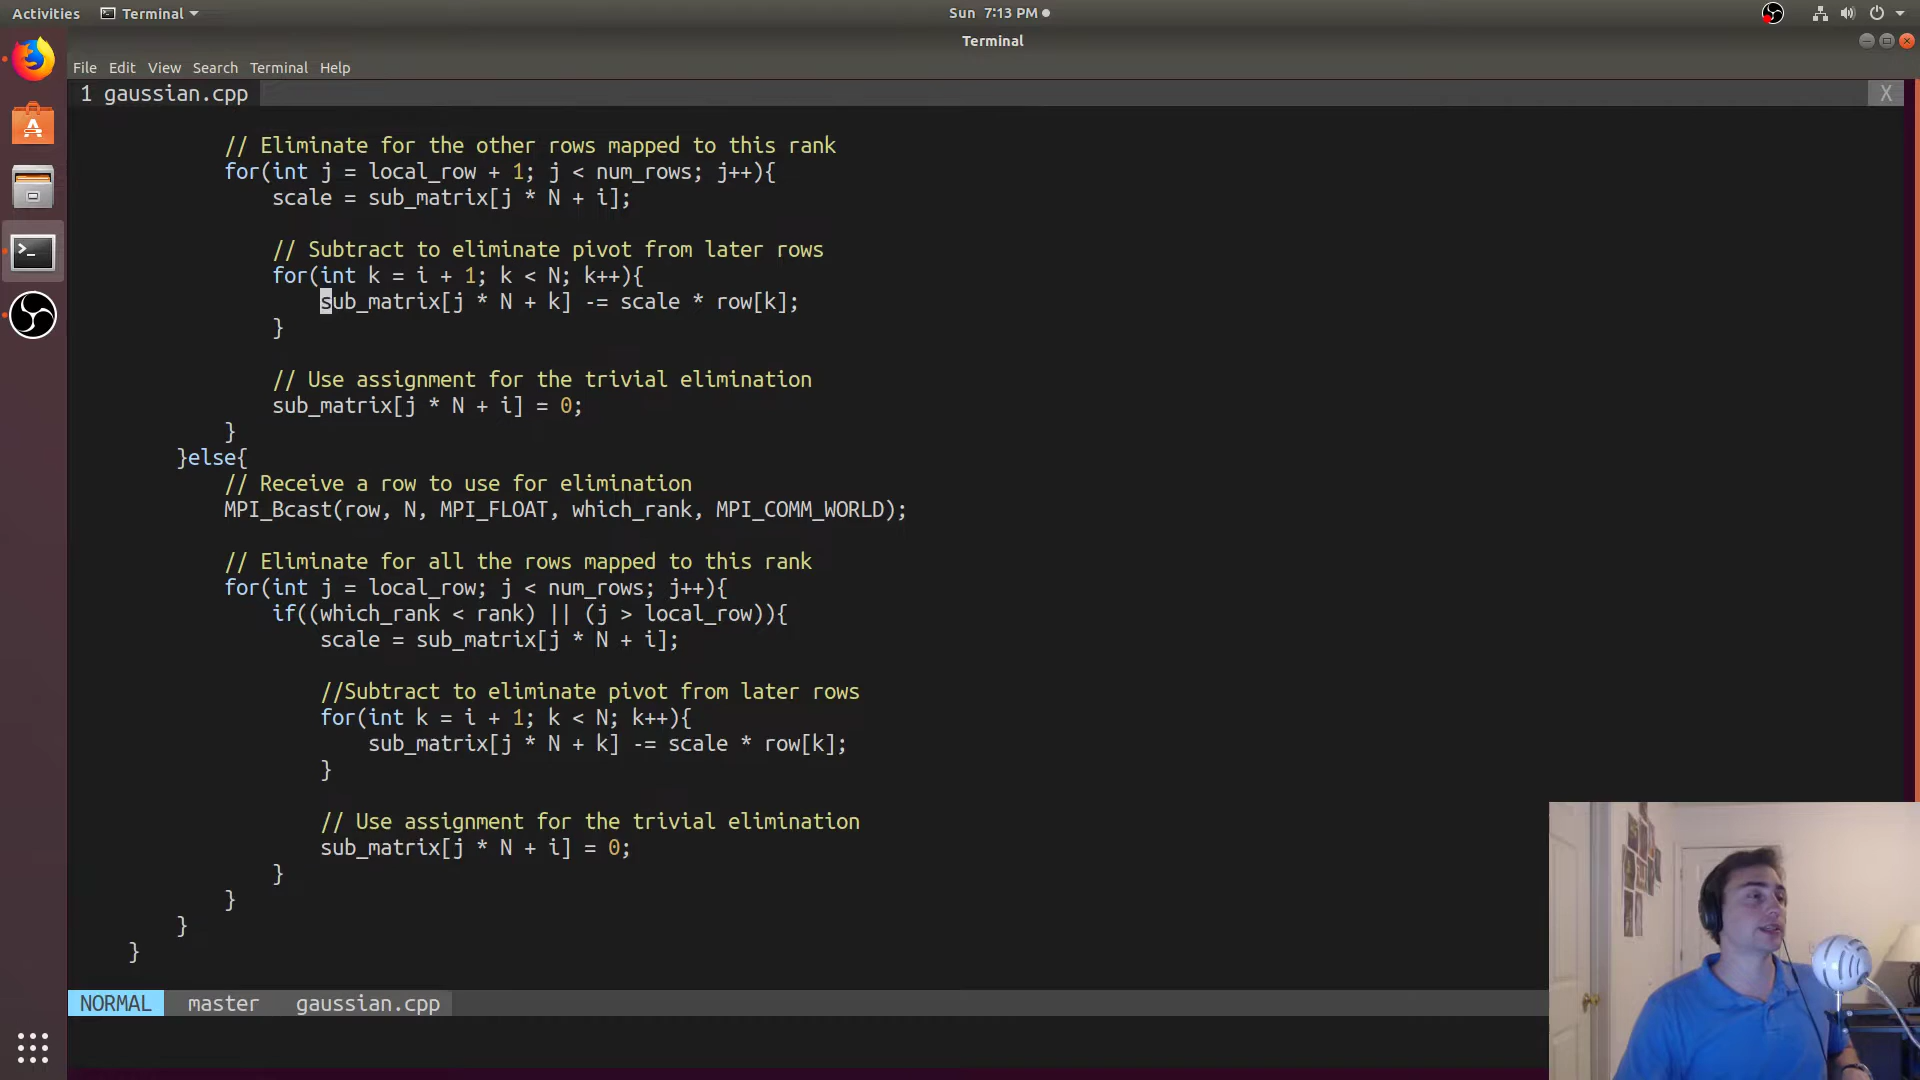 Activities
Terminal
Sun 7:13 PM
Terminal
File Edit View Search Terminal Help
1 gaussian.cpp
X
// Eliminate for the other rows mapped to this rank
for(int j = local_row + 1; j < num_rows; j++){
scale = sub_matrix[j * N + i];
// Subtract to eliminate pivot from later rows
for(int k = i + 1; k < N; k++){
sub_matrix[j * N + k] -= scale * row[k];
}
// Use assignment for the trivial elimination
sub_matrix[j * N + i] = 0;
}
}else{
// Receive a row to use for elimination
MPI_Bcast(row, N, MPI_FLOAT, which_rank, MPI_COMM_WORLD);
// Eliminate for all the rows mapped to this rank
for(int j = local_row; j < num_rows; j++){
if((which_rank < rank) || (j > local_row)){
scale = sub_matrix[j * N + i];
//Subtract to eliminate pivot from later rows
for(int k = i + 1; k < N; k++){
sub_matrix[j * N + k] -= scale * row[k];
}
// Use assignment for the trivial elimination
sub_matrix[j * N + i] = 0;
}
}
}
}
NORMAL master gaussian.cpp